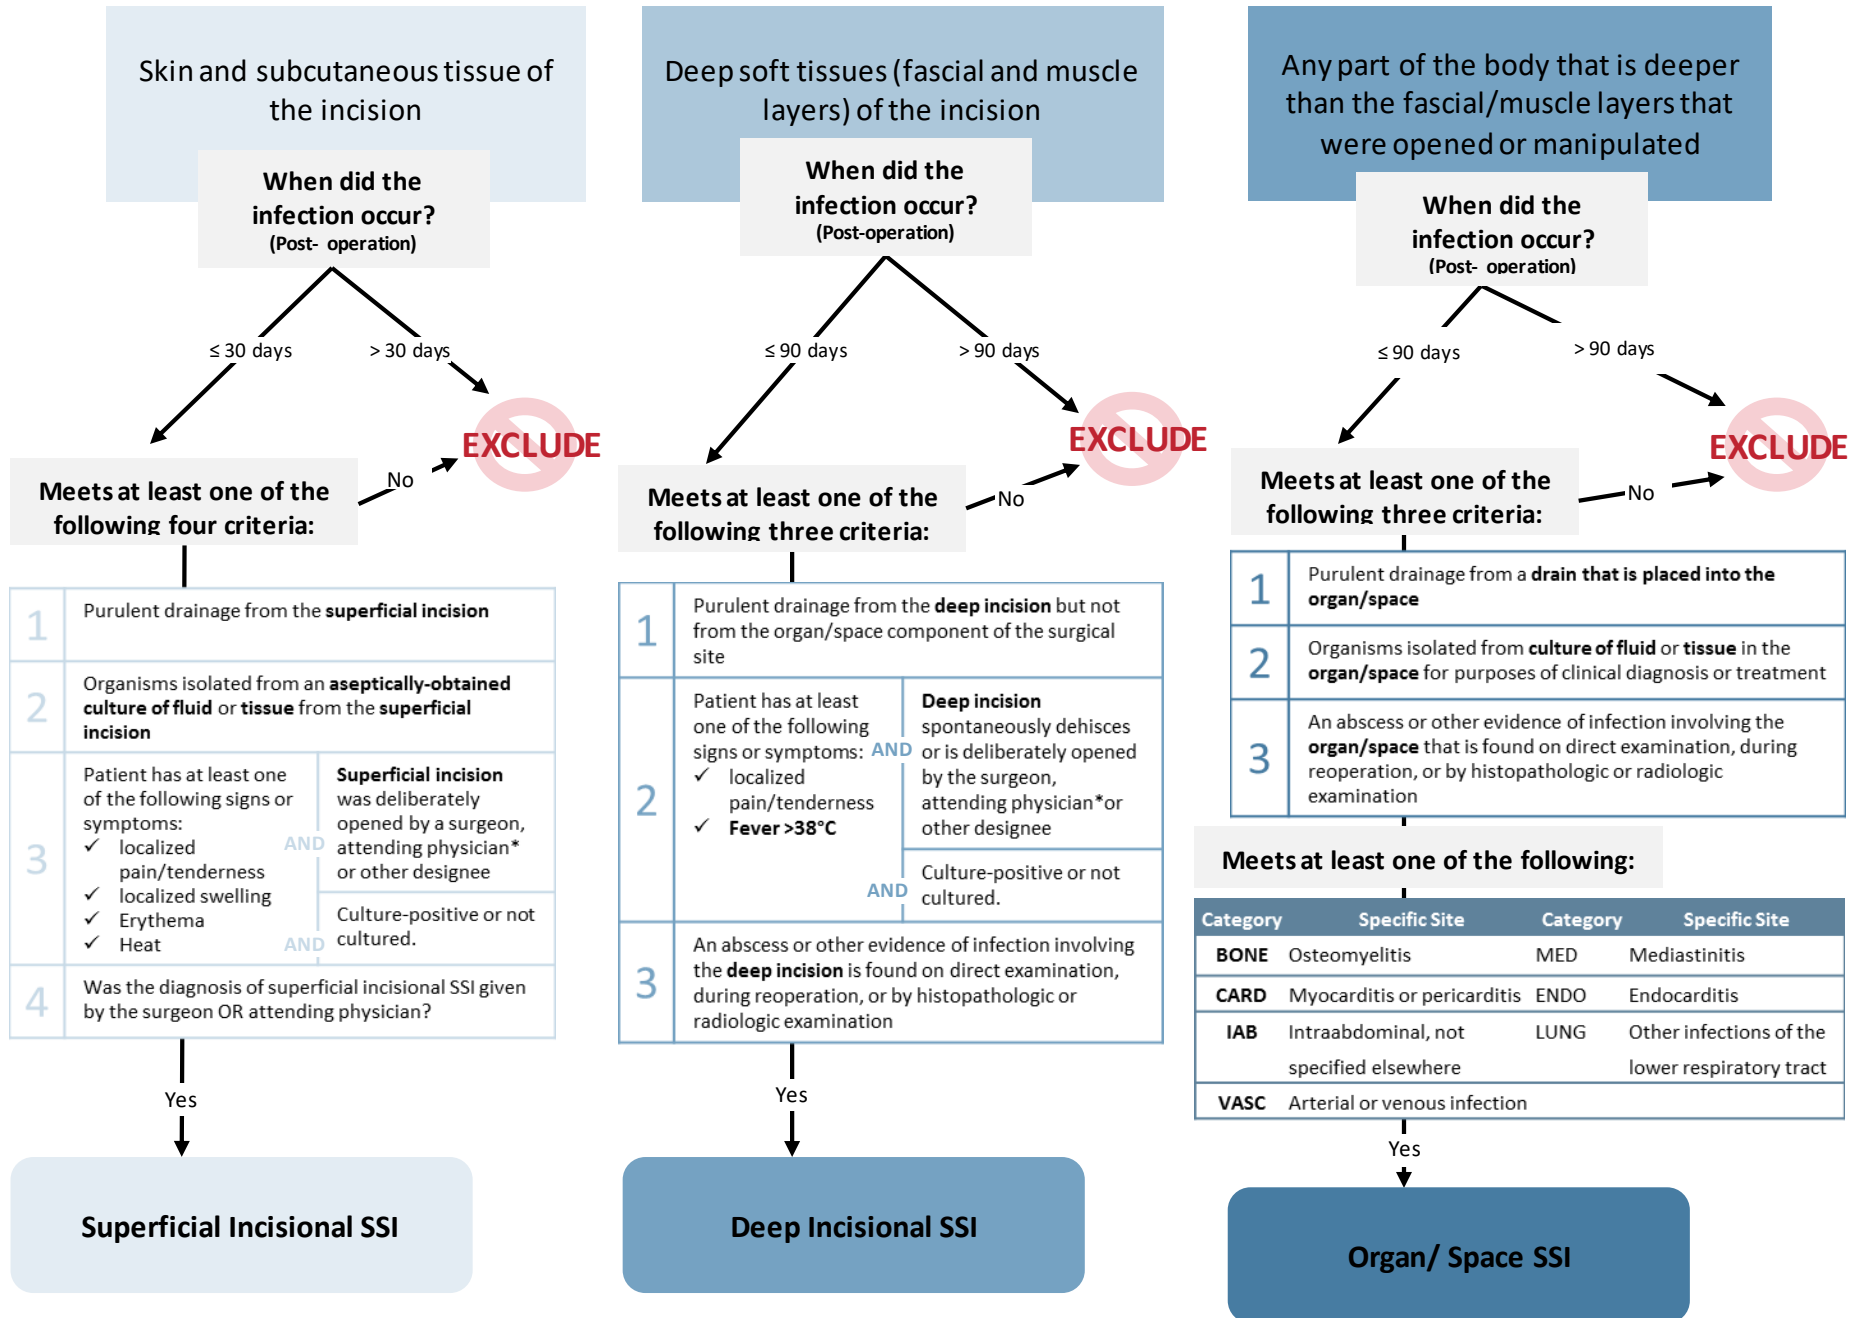 Skin and subcutaneous tissue of
the incision
When did the
infection occur?
(Post- operation)
≤ 30 days
> 30 days
EXCLUDE
No
Meets at least one of the
following four criteria:
1
Purulent drainage from the superficial incision
2
Organisms isolated from an aseptically-obtained
culture of fluid or tissue from the superficial
incision
3
Patient has at least one
of the following signs or
symptoms:
✓ localized
pain/tenderness
✓ localized swelling
✓ Erythema
✓ Heat
AND
Superficial incision
was deliberately
opened by a surgeon,
attending physician*
or other designee
AND
Culture-positive or not
cultured.
4
Was the diagnosis of superficial incisional SSI given
by the surgeon OR attending physician?
Yes
Superficial Incisional SSI
Deep soft tissues (fascial and muscle
layers) of the incision
When did the
infection occur?
(Post-operation)
≤ 90 days
> 90 days
EXCLUDE
No
Meets at least one of the
following three criteria:
1
Purulent drainage from the deep incision but not
from the organ/space component of the surgical
site
2
Patient has at least
one of the following
signs or symptoms:
✓ localized
pain/tenderness
✓ Fever >38°C
AND
Deep incision
spontaneously dehisces
or is deliberately opened
by the surgeon,
attending physician*or
other designee
AND
Culture-positive or not
cultured.
3
An abscess or other evidence of infection involving
the deep incision is found on direct examination,
during reoperation, or by histopathologic or
radiologic examination
Yes
Deep Incisional SSI
Any part of the body that is deeper
than the fascial/muscle layers that
were opened or manipulated
When did the
infection occur?
(Post- operation)
≤ 90 days
> 90 days
EXCLUDE
No
Meets at least one of the
following three criteria:
1
Purulent drainage from a drain that is placed into the
organ/space
2
Organisms isolated from culture of fluid or tissue in the
organ/space for purposes of clinical diagnosis or treatment
3
An abscess or other evidence of infection involving the
organ/space that is found on direct examination, during
reoperation, or by histopathologic or radiologic
examination
Meets at least one of the following:
Category Specific Site Category Specific Site
BONE Osteomyelitis MED Mediastinitis
CARD Myocarditis or pericarditis ENDO Endocarditis
IAB Intraabdominal, not LUNG Other infections of the
specified elsewhere lower respiratory tract
VASC Arterial or venous infection
Yes
Organ/ Space SSI